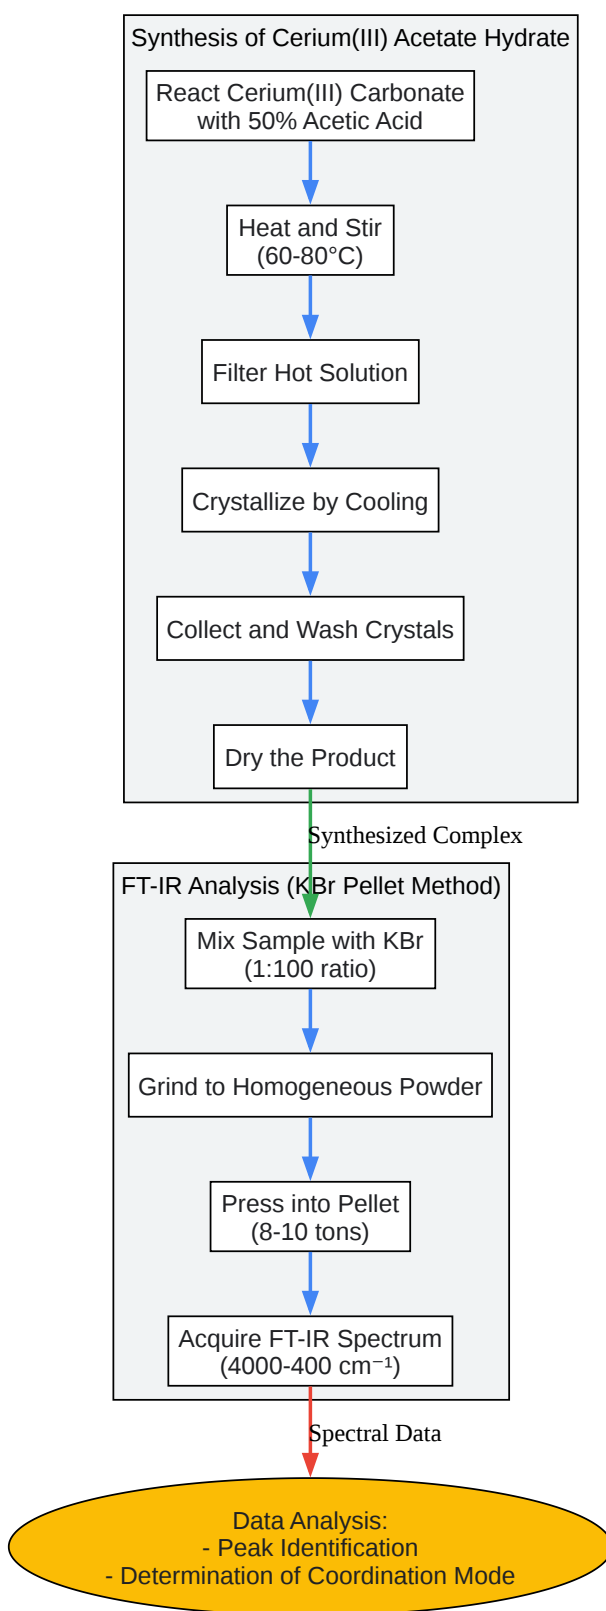 Synthesis of Cerium(III) Acetate Hydrate
React Cerium(III) Carbonate
with 50% Acetic Acid
Heat and Stir
(60-80°C)
Filter Hot Solution
Crystallize by Cooling
Collect and Wash Crystals
Dry the Product
Synthesized Complex
FT-IR Analysis (KBr Pellet Method)
Mix Sample with KBr
(1:100 ratio)
Grind to Homogeneous Powder
Press into Pellet
(8-10 tons)
Acquire FT-IR Spectrum
(4000-400 cm⁻¹)
Spectral Data
Data Analysis:
- Peak Identification
- Determination of Coordination Mode